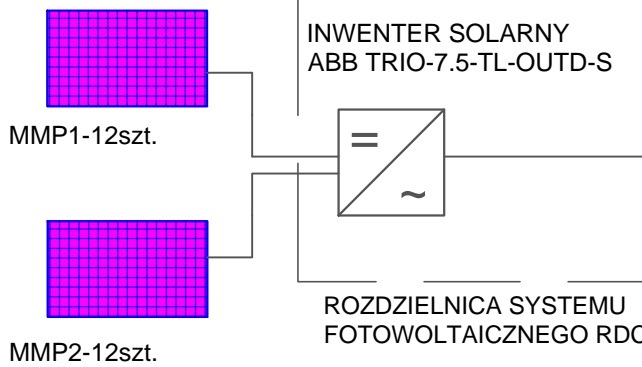 INWENTER SOLARNY
ABB TRIO-7.5-TL-OUTD-S
MMP1-12szt.
=
~
ROZDZIELNICA SYSTEMU
FOTOWOLTAICZNEGO
MMP2-12szt.